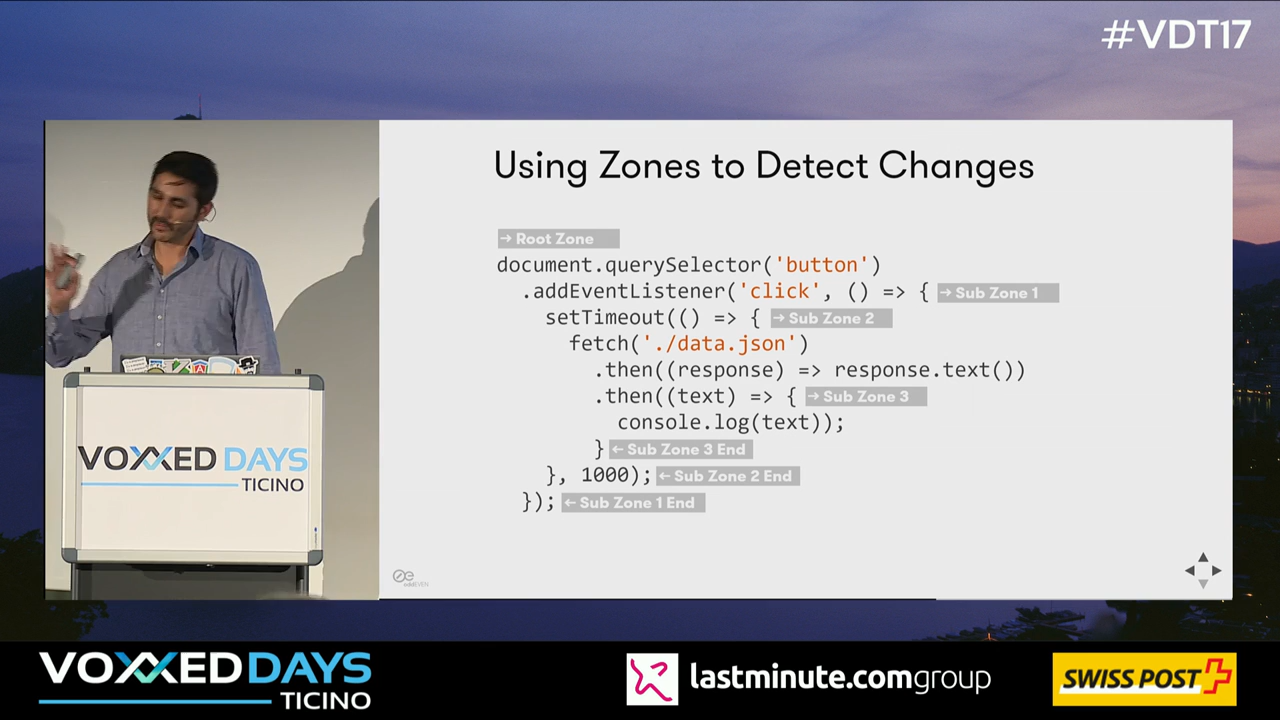 #VDT17
Using Zones to Detect Changes
→ Root Zone
document.querySelector('button')
.addEventListener('click', () => { → Sub Zone 1
setTimeout(() => { → Sub Zone 2
fetch('./data.json')
.then((response) => response.text())
.then((text) => { → Sub Zone 3
console.log(text));
} ← Sub Zone 3 End
}, 1000); ← Sub Zone 2 End
}); ← Sub Zone 1 End
oddEVEN
VOXXED DAYS
TICINO
VOXXED DAYS
TICINO
lastminute.comgroup
SWISS POST